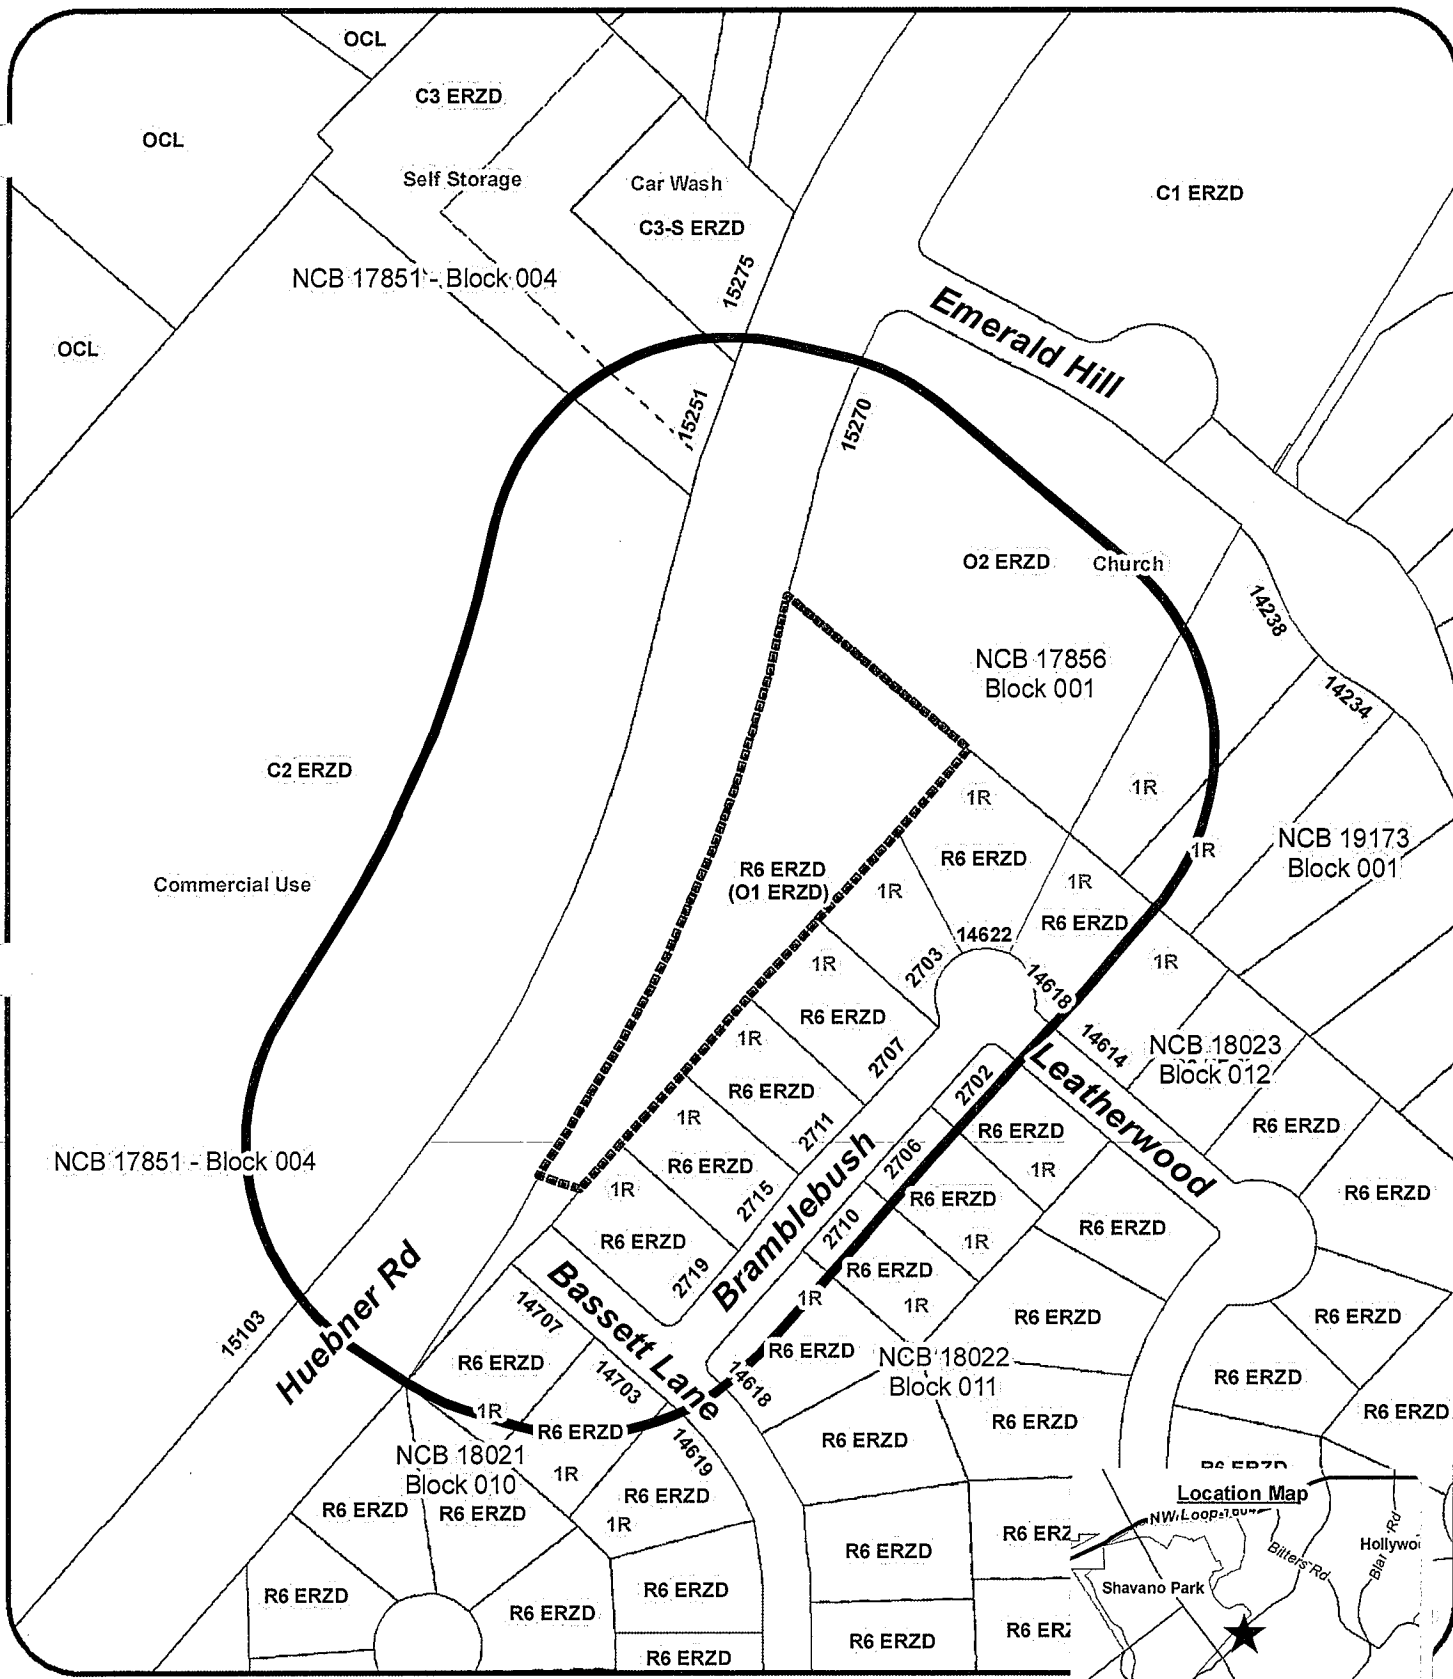 OCL
C3 ERZD
OCL
Self Storage
Car Wash
C3-S ERZD
C1 ERZD
NCB 17851 - Block 004
15275
Emerald Hill
OCL
15251
15270
O2 ERZD
Church
14238
NCB 17856
Block 001
14234
C2 ERZD
1R
1R
NCB 19173
Block 001
1R
R6 ERZD
R6 ERZD
(O1 ERZD)
Commercial Use
1R
1R
R6 ERZD
14622
1R
2703
1R
14618
R6 ERZD
1R
2707
14614
NCB 18023
Block 012
Leatherwood
2702
R6 ERZD
1R
2711
R6 ERZD
R6 ERZD
NCB 17851 - Block 004
R6 ERZD
2706
1R
1R
2715
Bramblebush
R6 ERZD
R6 ERZD
2710
R6 ERZD
R6 ERZD
1R
2719
R6 ERZD
Huebner Rd
Bassett Lane
1R
1R
15103
14707
R6 ERZD
R6 ERZD
R6 ERZD
R6 ERZD
NCB 18022
Block 011
14703
14618
R6 ERZD
1R
R6 ERZD
R6 ERZD
R6 ERZD
NCB 18021
Block 010
14619
R6 ERZD
1R
R6 ERZD
R6 ERZD
R6 ERZD
R6 ERZD
1R
R6 ERZ
R6 ERZD
R6 ERZD
R6 ERZD
R6 ERZD
R6 ERZD
R6 ERZD
R6 ERZ
Location Map
NW Loop 1604
Bitters Rd
Rd
Hollywo
Shavano Park